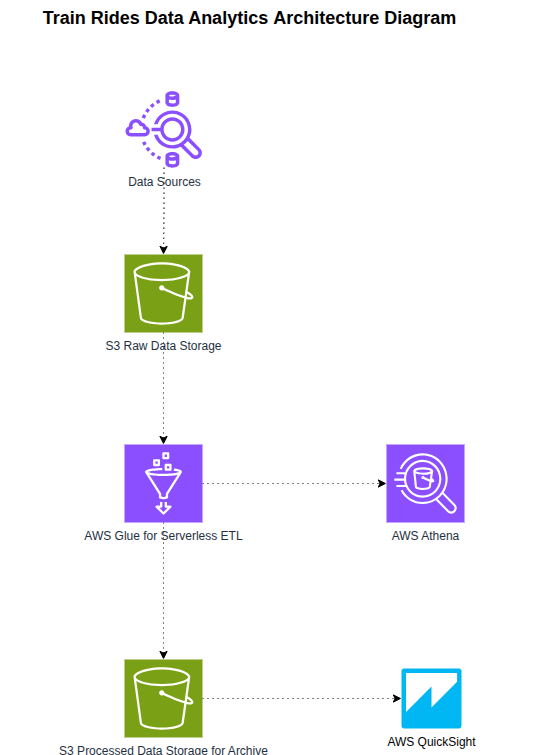 Train Rides Data Analytics Architecture Diagram
Data Sources
S3 Raw Data Storage
AWS Glue for Serverless ETL
AWS Athena
S3 Processed Data Storage for Archive
AWS QuickSight